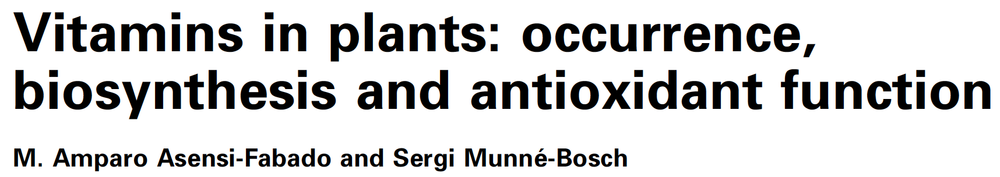 Vitamins in plants: occurrence,
biosynthesis and antioxidant function
M. Amparo Asensi-Fabado and Sergi Munné-Bosch